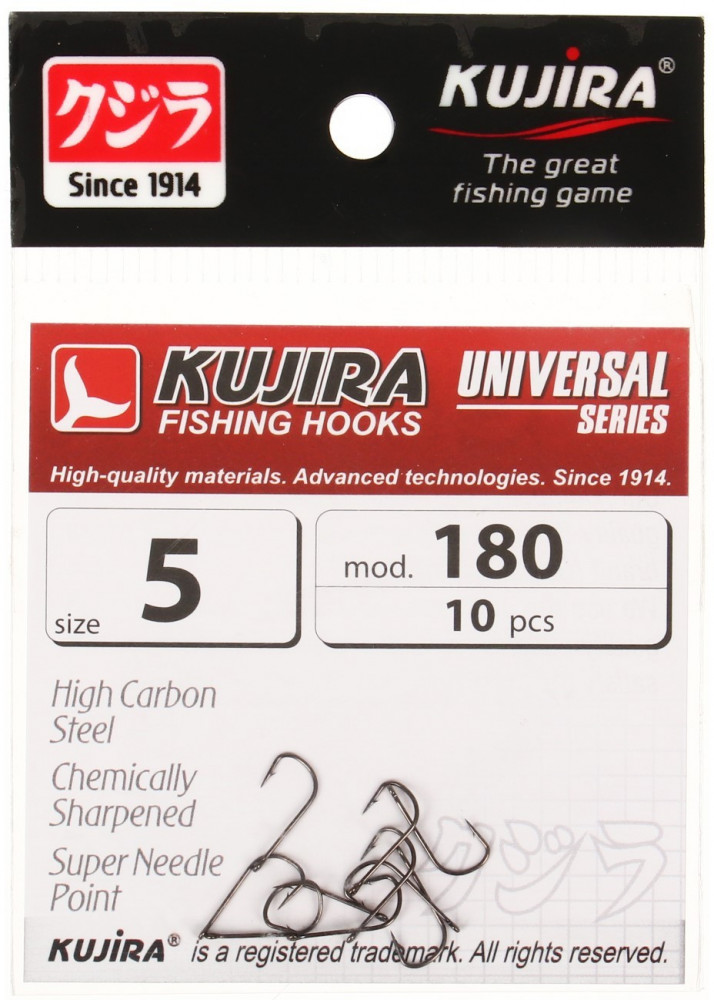 クジラ
Since 1914
KUJIRA®
The great
fishing game
KUJIRA
FISHING HOOKS
UNIVERSAL
SERIES
High-quality materials. Advanced technologies. Since 1914.
size 5
mod. 180
10 pcs
High Carbon
Steel
Chemically
Sharpened
Super Needle
Point
クジラ
KUJIRA® is a registered trademark. All rights reserved.